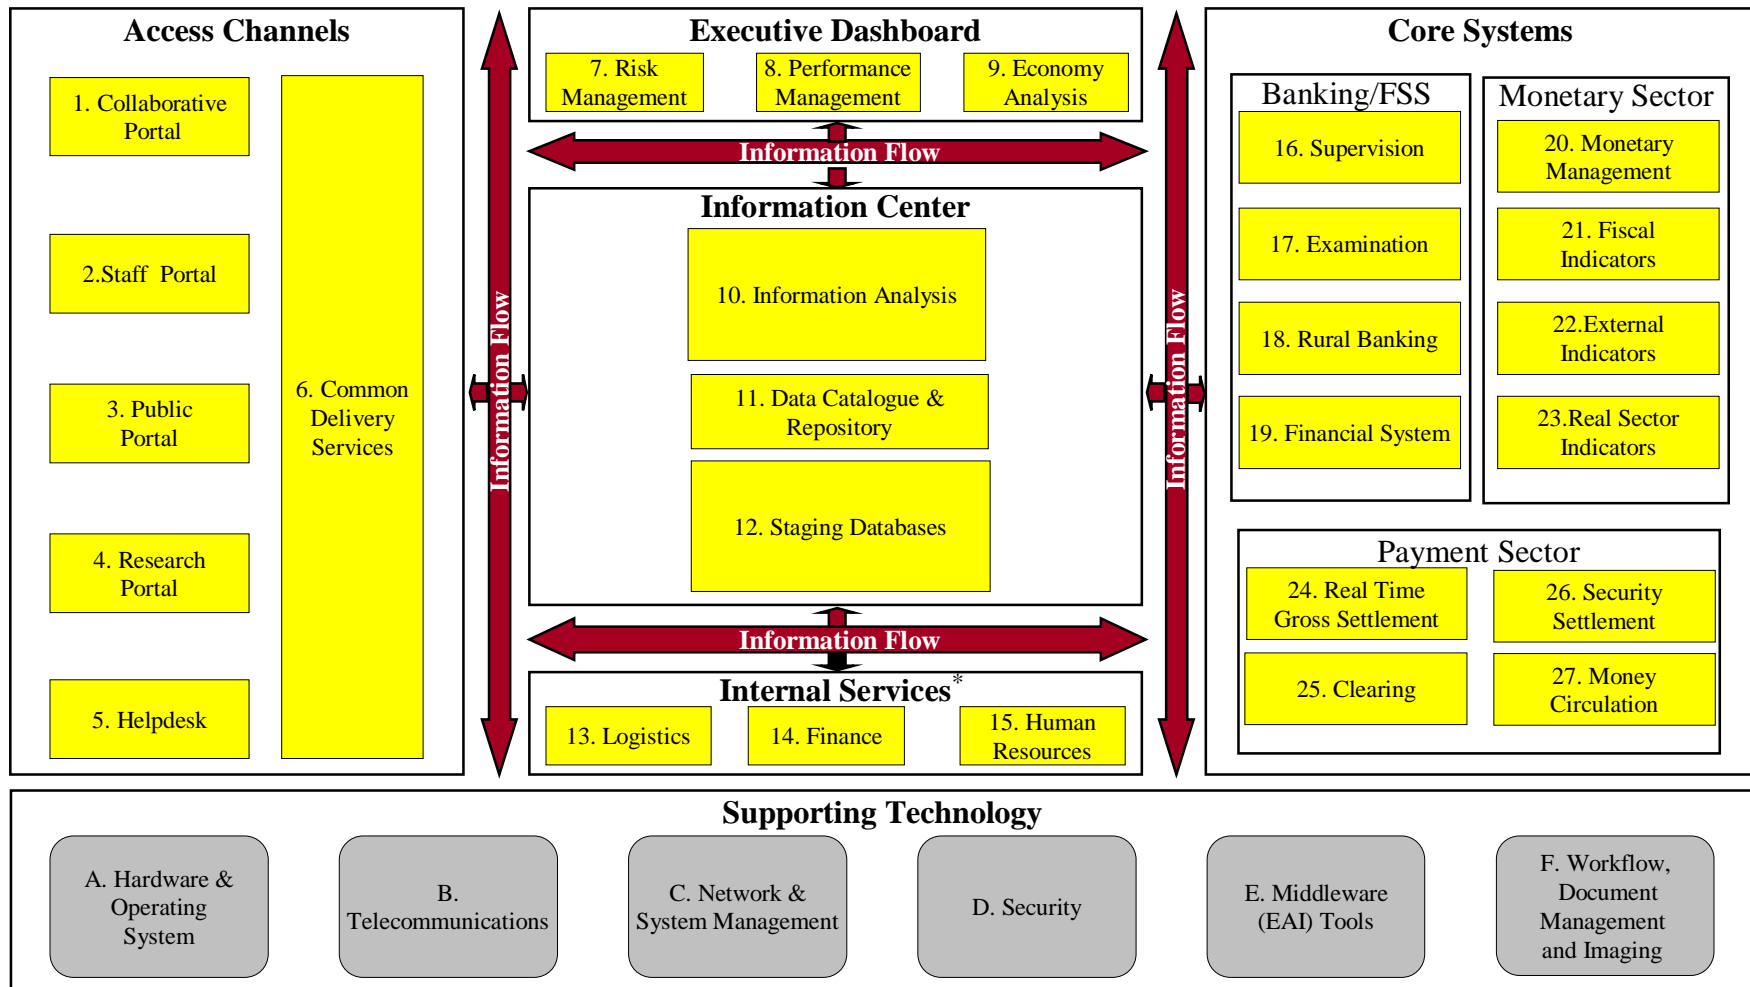 Access Channels
1. Collaborative
Portal
2.Staff  Portal
3. Public
Portal
4. Research
Portal
5. Helpdesk
6. Common
Delivery
Services
Information Flow
Executive Dashboard
7. Risk
Management
8. Performance
Management
9. Economy
Analysis
Information Flow
Information Center
10. Information Analysis
11. Data Catalogue &
Repository
12. Staging Databases
Information Flow
Internal Services*
13. Logistics
14. Finance
15. Human
Resources
Information Flow
Core Systems
Banking/FSS
16. Supervision
17. Examination
18. Rural Banking
19. Financial System
Monetary Sector
20. Monetary
Management
21. Fiscal
Indicators
22.External
Indicators
23.Real Sector
Indicators
Payment Sector
24. Real Time
Gross Settlement
25. Clearing
26. Security
Settlement
27. Money
Circulation
Supporting Technology
A. Hardware &
Operating
System
B.
Telecommunications
C. Network &
System Management
D. Security
E. Middleware
(EAI) Tools
F. Workflow,
Document
Management
and Imaging